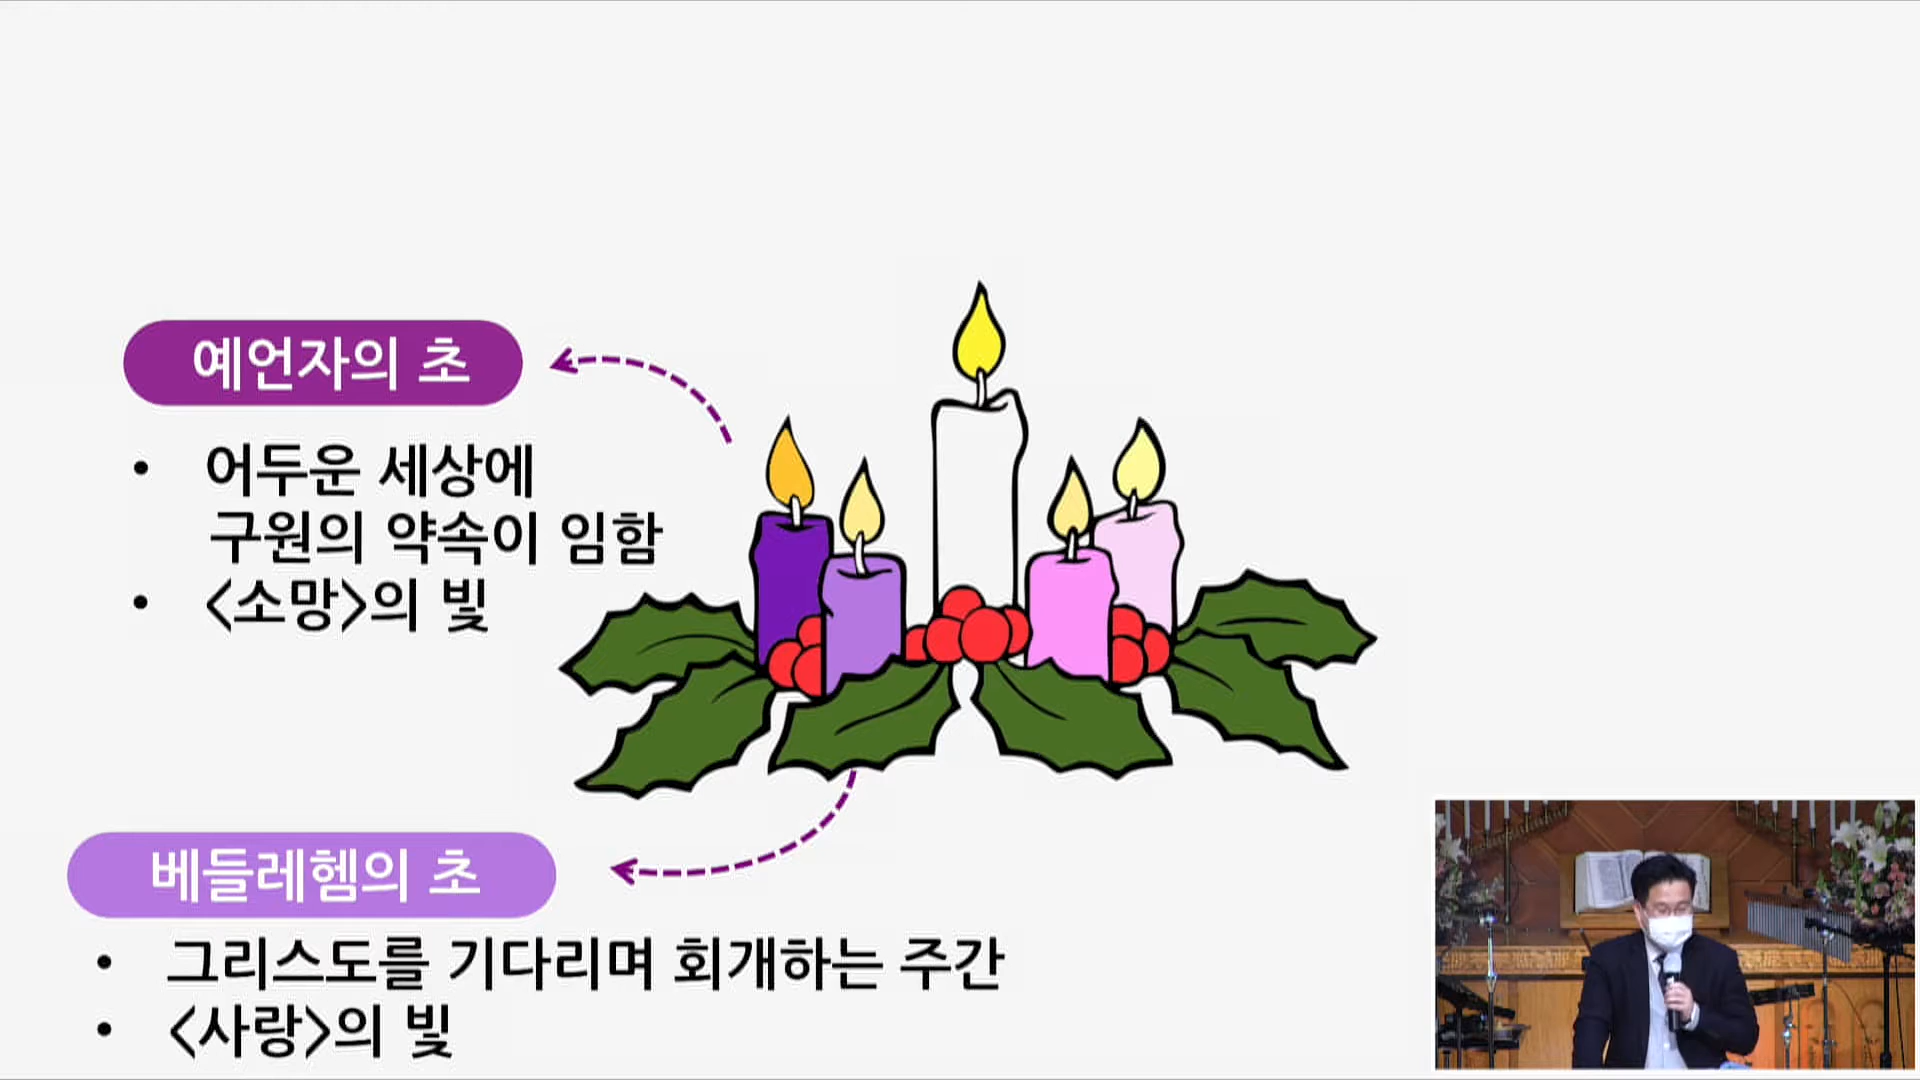 예언자의 초
• 어두운 세상에
구원의 약속이 임함
• <소망>의 빛
베들레헴의 초
• 그리스도를 기다리며 회개하는 주간
• <사랑>의 빛